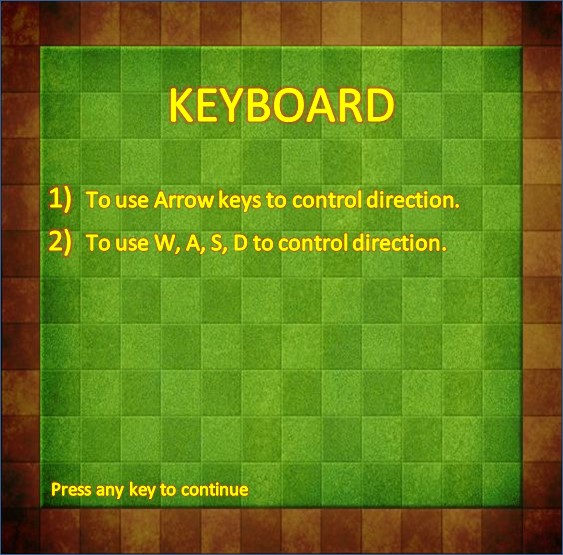 KEYBOARD
1) To use Arrow keys to control direction.
2) To use W, A, S, D to control direction.
Press any key to continue